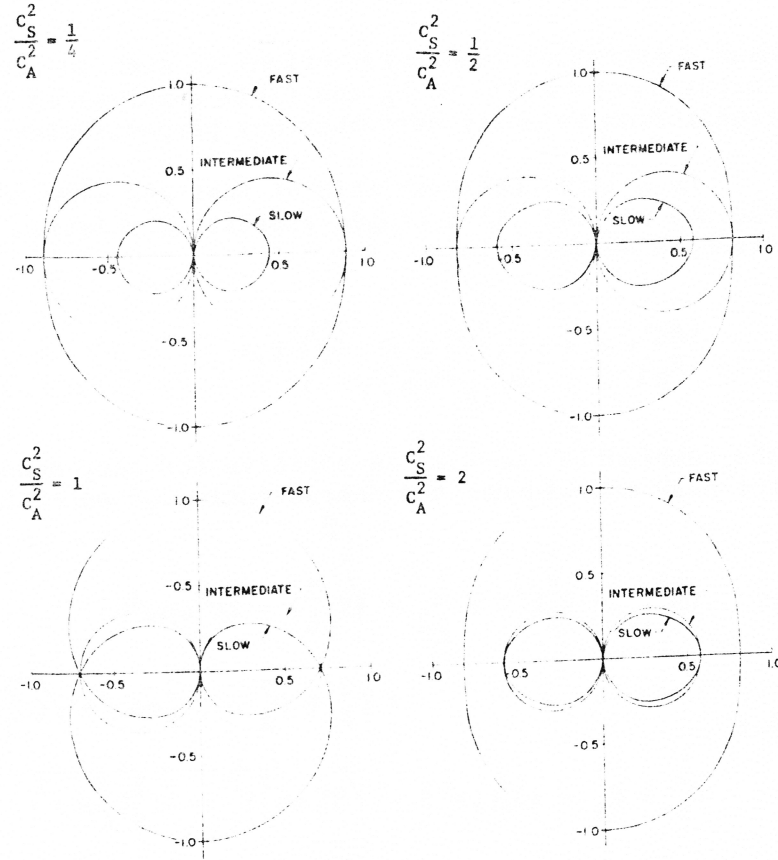 C_S^2 / C_A^2 = 1/4
1.0
FAST
INTERMEDIATE
0.5
SLOW
-1.0
-0.5
0.5
1.0
-0.5
-1.0
C_S^2 / C_A^2 = 1/2
1.0
FAST
0.5
INTERMEDIATE
SLOW
-1.0
-0.5
0.5
1.0
-0.5
-1.0
C_S^2 / C_A^2 = 1
1.0
FAST
0.5
INTERMEDIATE
SLOW
-1.0
-0.5
0.5
1.0
-0.5
-1.0
C_S^2 / C_A^2 = 2
1.0
FAST
0.5
INTERMEDIATE
SLOW
-1.0
-0.5
0.5
1.0
-0.5
-1.0